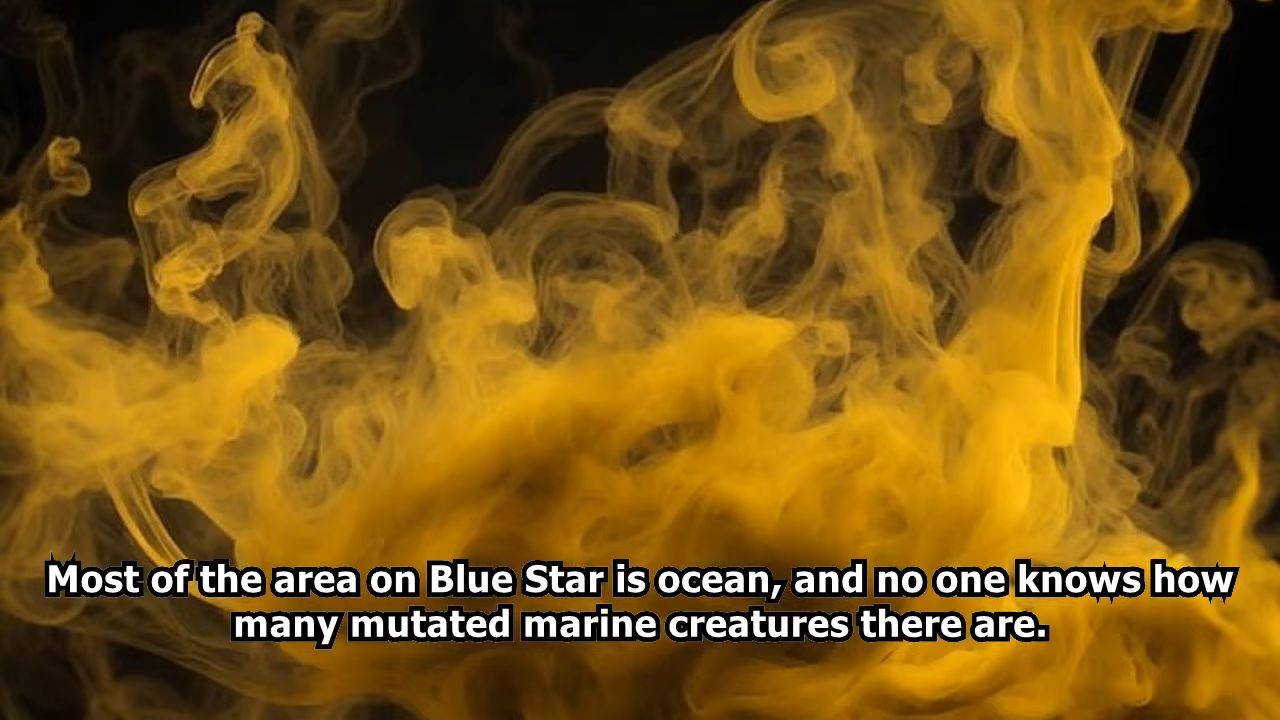 Most of the area on Blue Star is ocean, and no one knows how
many mutated marine creatures there are.